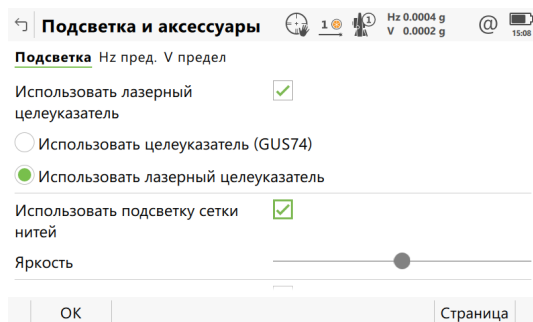 Подсветка и аксессуары
1
1
Hz 0.0004 g
V 0.0002 g
@
15:08
Подсветка Hz пред. V предел
Использовать лазерный
целеуказатель
Использовать целеуказатель (GUS74)
Использовать лазерный целеуказатель
Использовать подсветку сетки
нитей
Яркость
OK
Страница